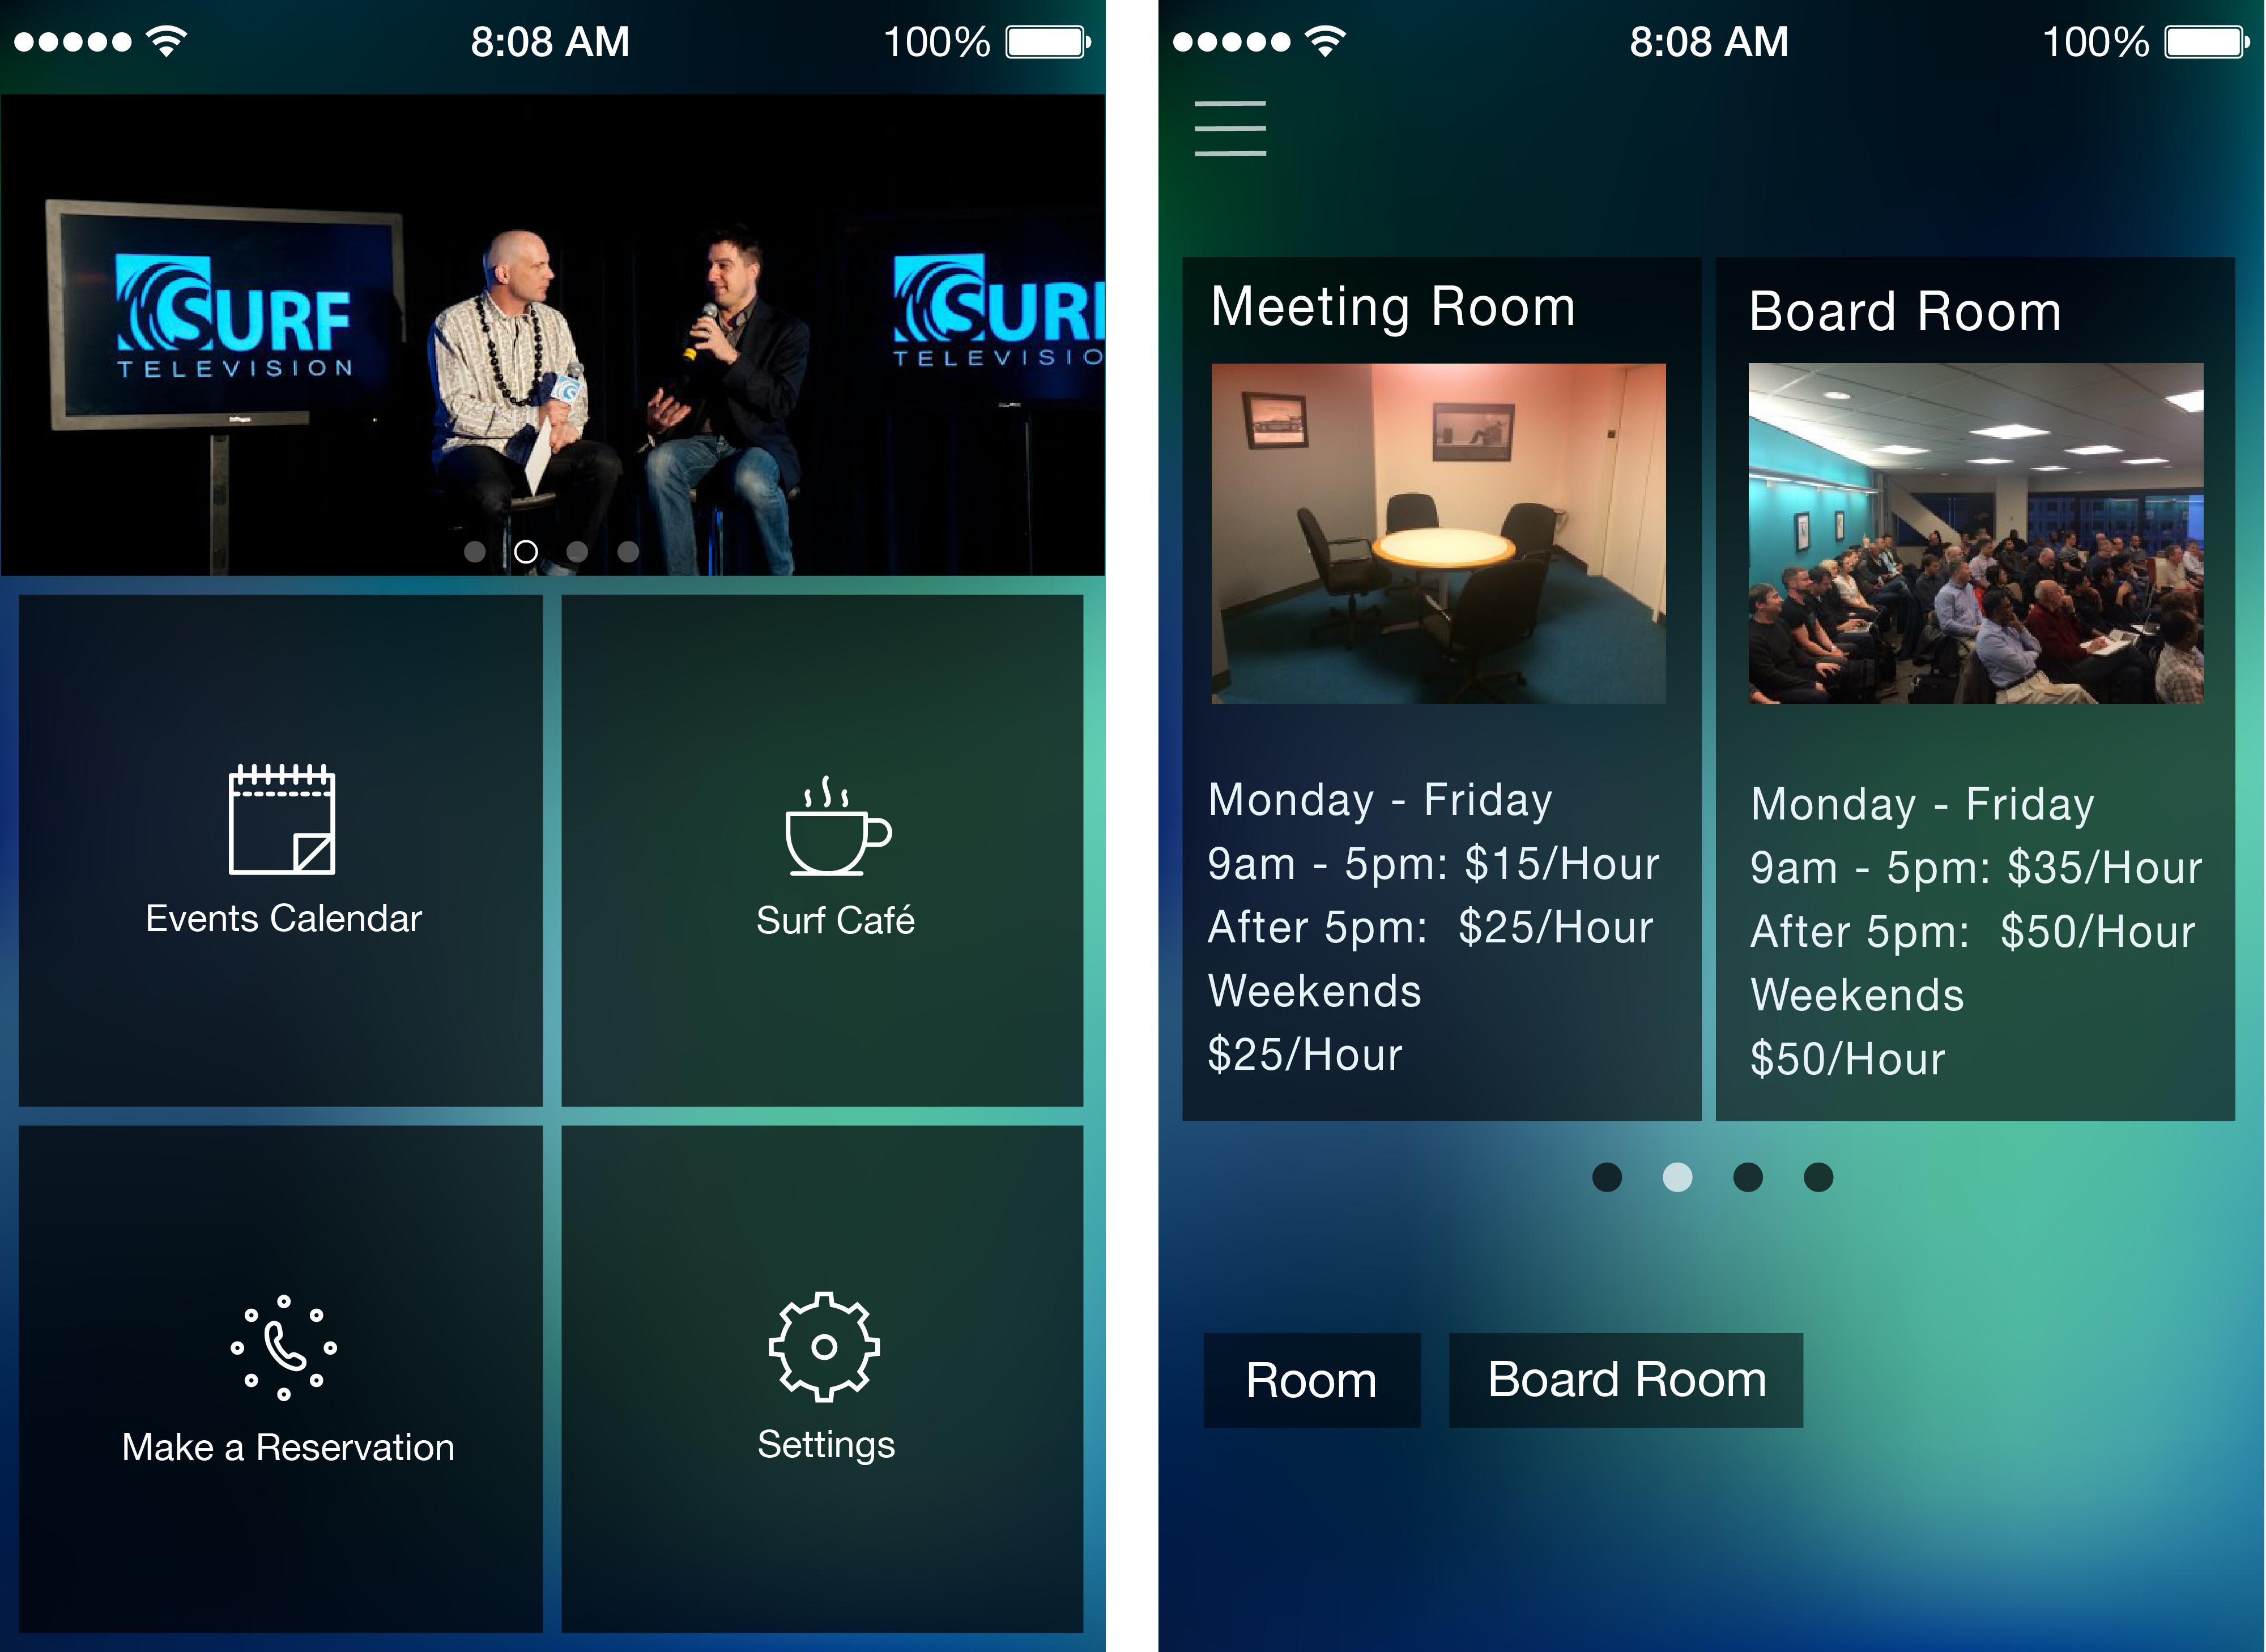 8:08 AM
100%
SURF
TELEVISION
SURF
TELEVISIO
Events Calendar
Surf Café
Make a Reservation
Settings
8:08 AM
100%
Meeting Room
Monday - Friday
9am - 5pm: $15/Hour
After 5pm: $25/Hour
Weekends
$25/Hour
Board Room
Monday - Friday
9am - 5pm: $35/Hour
After 5pm: $50/Hour
Weekends
$50/Hour
Room
Board Room